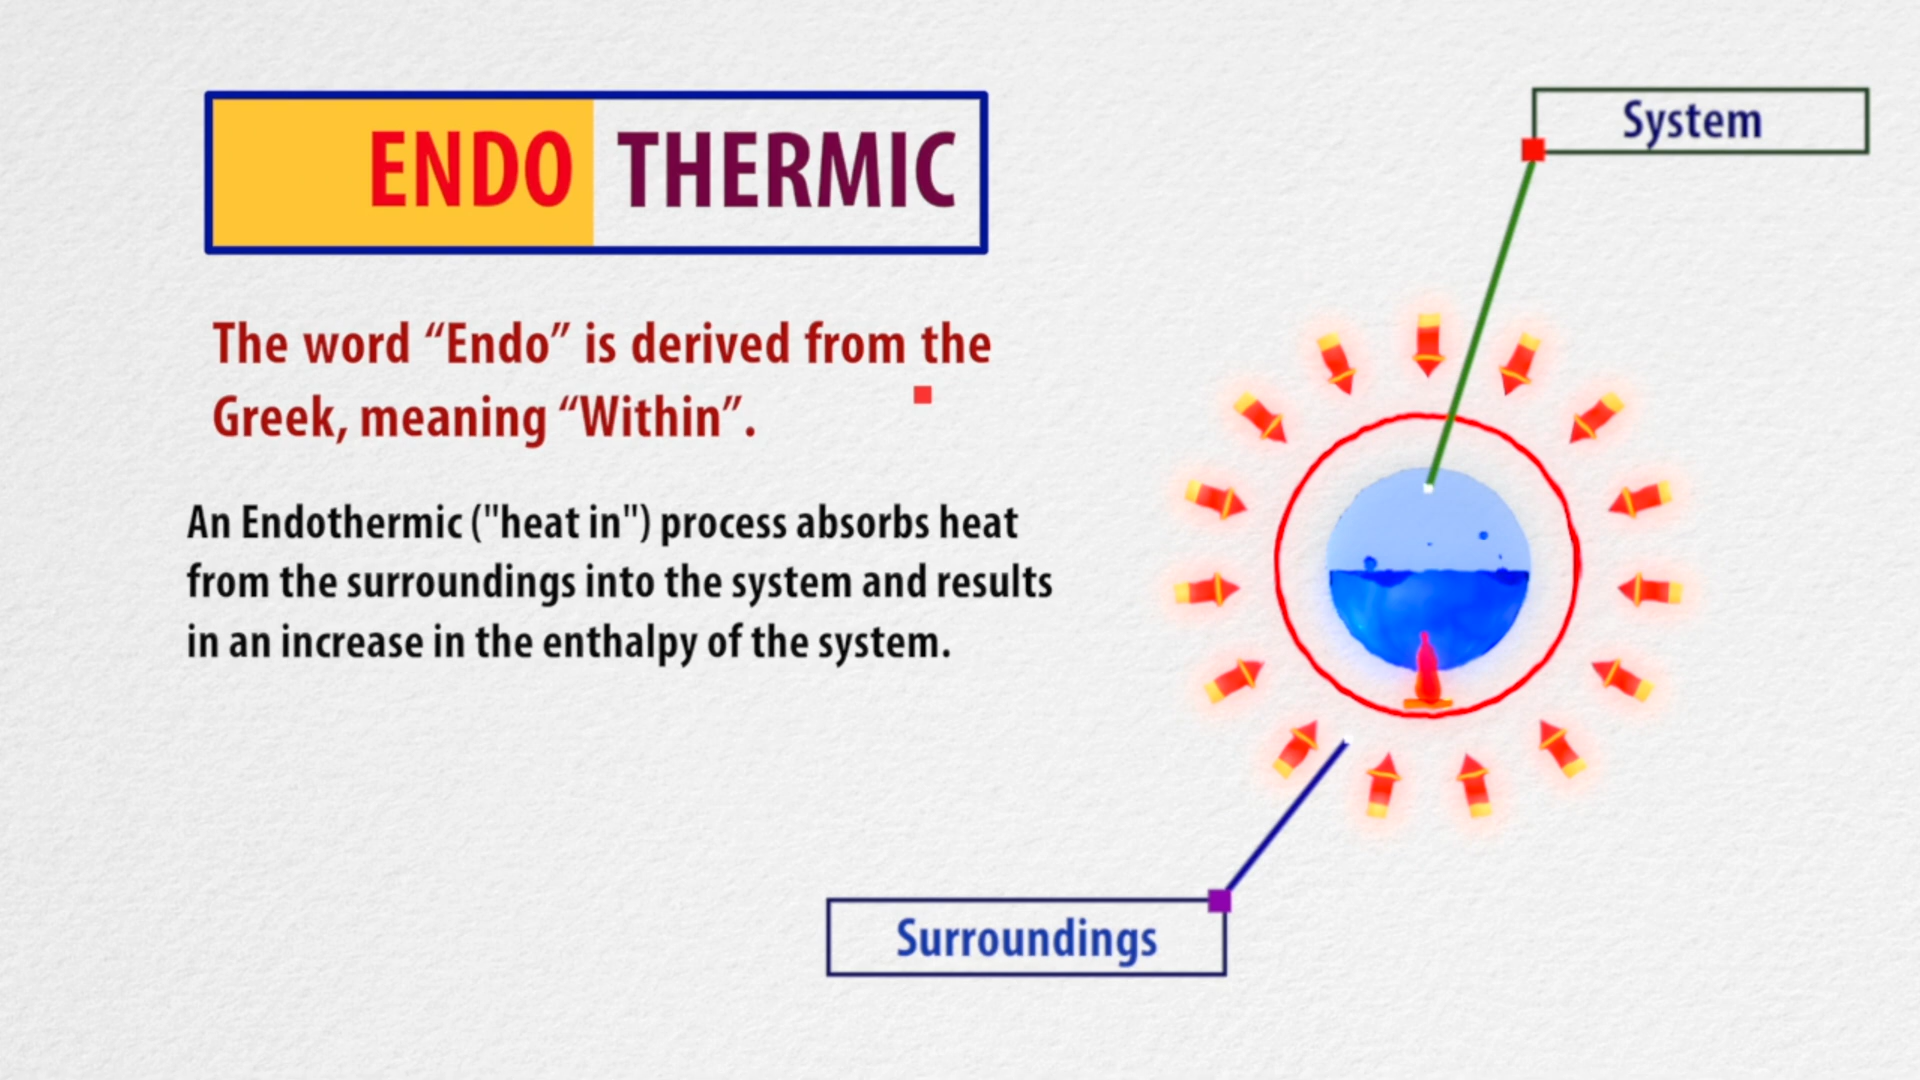 ENDO THERMIC
The word “Endo” is derived from the
Greek, meaning “Within”.
An Endothermic ("heat in") process absorbs heat
from the surroundings into the system and results
in an increase in the enthalpy of the system.
System
Surroundings